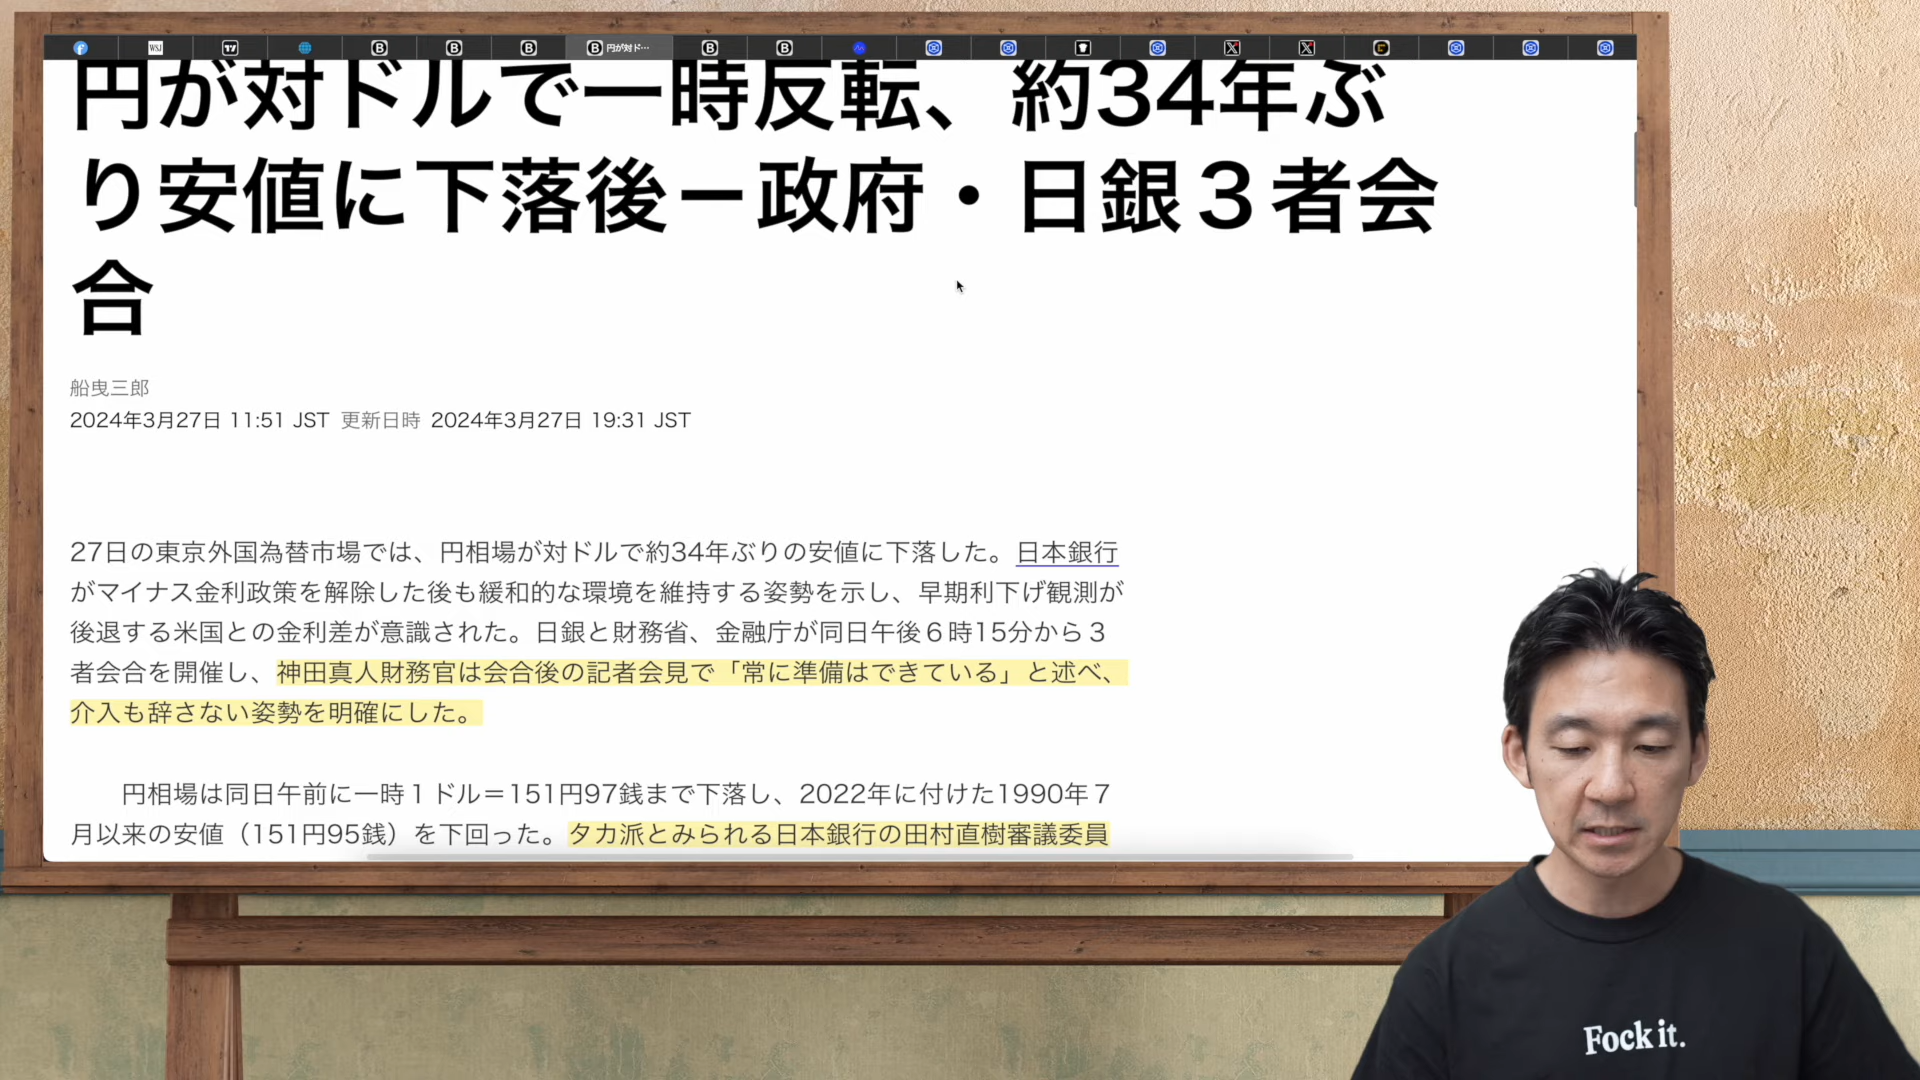 WSJ
円が対ド…
円が対ドルで一時反転、約34年ぶ
り安値に下落後ー政府・日銀３者会
合
船曳三郎
2024年3月27日 11:51 JST 更新日時 2024年3月27日 19:31 JST
27日の東京外国為替市場では、円相場が対ドルで約34年ぶりの安値に下落した。日本銀行
がマイナス金利政策を解除した後も緩和的な環境を維持する姿勢を示し、早期利下げ観測が
後退する米国との金利差が意識された。日銀と財務省、金融庁が同日午後６時15分から３
者会合を開催し、神田真人財務官は会合後の記者会見で「常に準備はできている」と述べ、
介入も辞さない姿勢を明確にした。
円相場は同日午前に一時１ドル＝151円97銭まで下落し、2022年に付けた1990年７
月以来の安値（151円95銭）を下回った。タカ派とみられる日本銀行の田村直樹審議委員
Fock it.